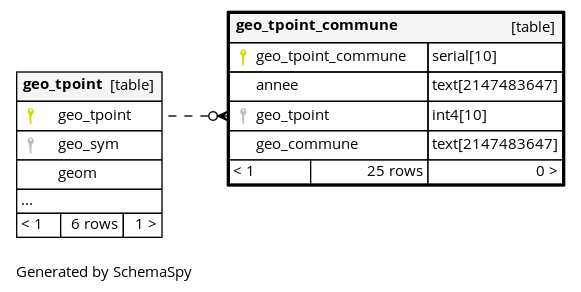 geo_tpoint_commune [table]
geo_tpoint_commune serial[10]
annee text[2147483647]
geo_tpoint int4[10]
geo_commune text[2147483647]
< 1 25 rows 0 >
geo_tpoint [table]
geo_tpoint
geo_sym
geom
...
< 1 6 rows 1 >
Generated by SchemaSpy